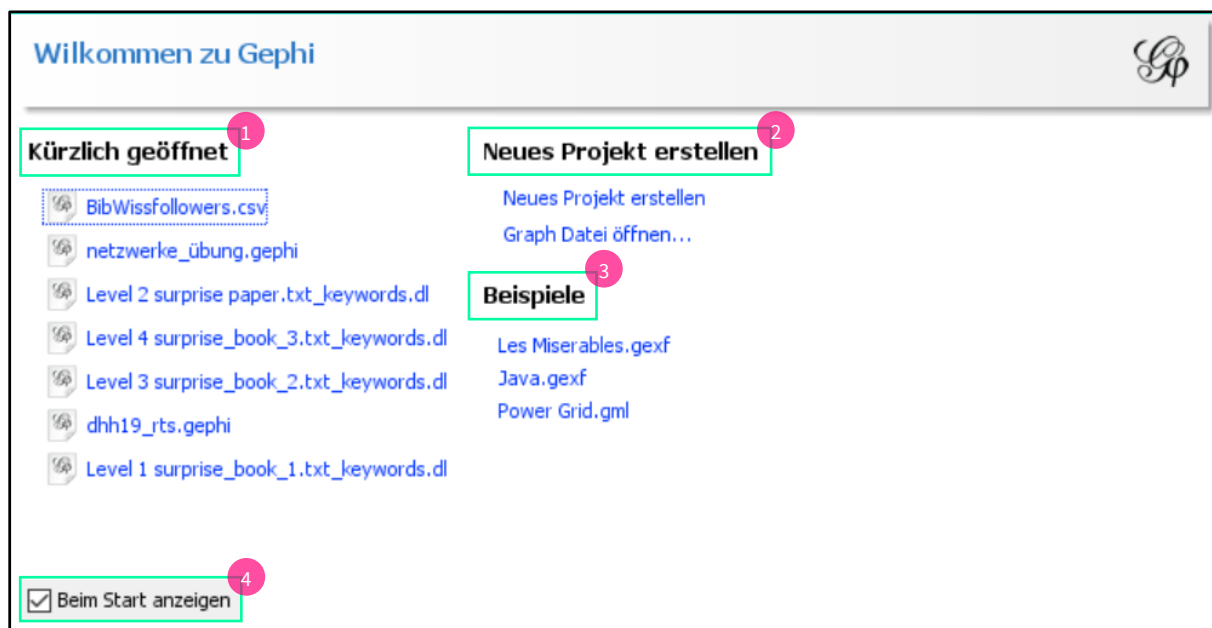 Wilkommen zu Gephi
Gφ
1
Kürzlich geöffnet
BibWissfollowers.csv
netzwerke_übung.gephi
Level 2 surprise paper.txt_keywords.dl
Level 4 surprise_book_3.txt_keywords.dl
Level 3 surprise_book_2.txt_keywords.dl
dhh19_rts.gephi
Level 1 surprise_book_1.txt_keywords.dl
2
Neues Projekt erstellen
Neues Projekt erstellen
Graph Datei öffnen...
3
Beispiele
Les Miserables.gexf
Java.gexf
Power Grid.gml
4
Beim Start anzeigen